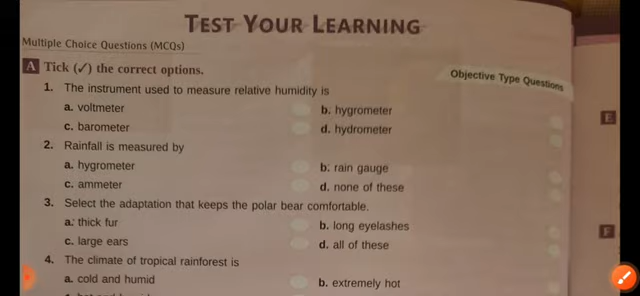 TEST YOUR LEARNING
Multiple Choice Questions (MCQs)
Objective Type Questions
A Tick (✓) the correct options.
1. The instrument used to measure relative humidity is
a. voltmeter b. hygrometer
c. barometer d. hydrometer
2. Rainfall is measured by
a. hygrometer b. rain gauge
c. ammeter d. none of these
3. Select the adaptation that keeps the polar bear comfortable.
a. thick fur b. long eyelashes
c. large ears d. all of these
4. The climate of tropical rainforest is
a. cold and humid b. extremely hot
E
F